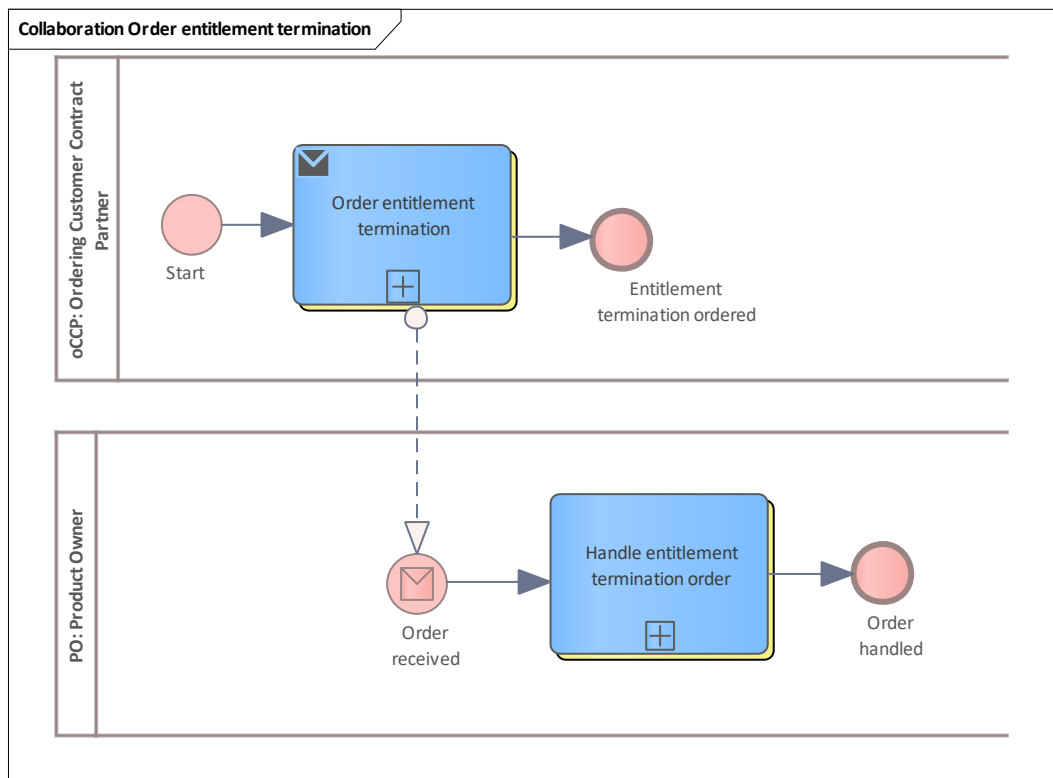 Collaboration Order entitlement termination
oCCP: Ordering Customer Contract
Partner
Order entitlement
termination
Start
Entitlement
termination ordered
PO: Product Owner
Handle entitlement
termination order
Order
received
Order
handled